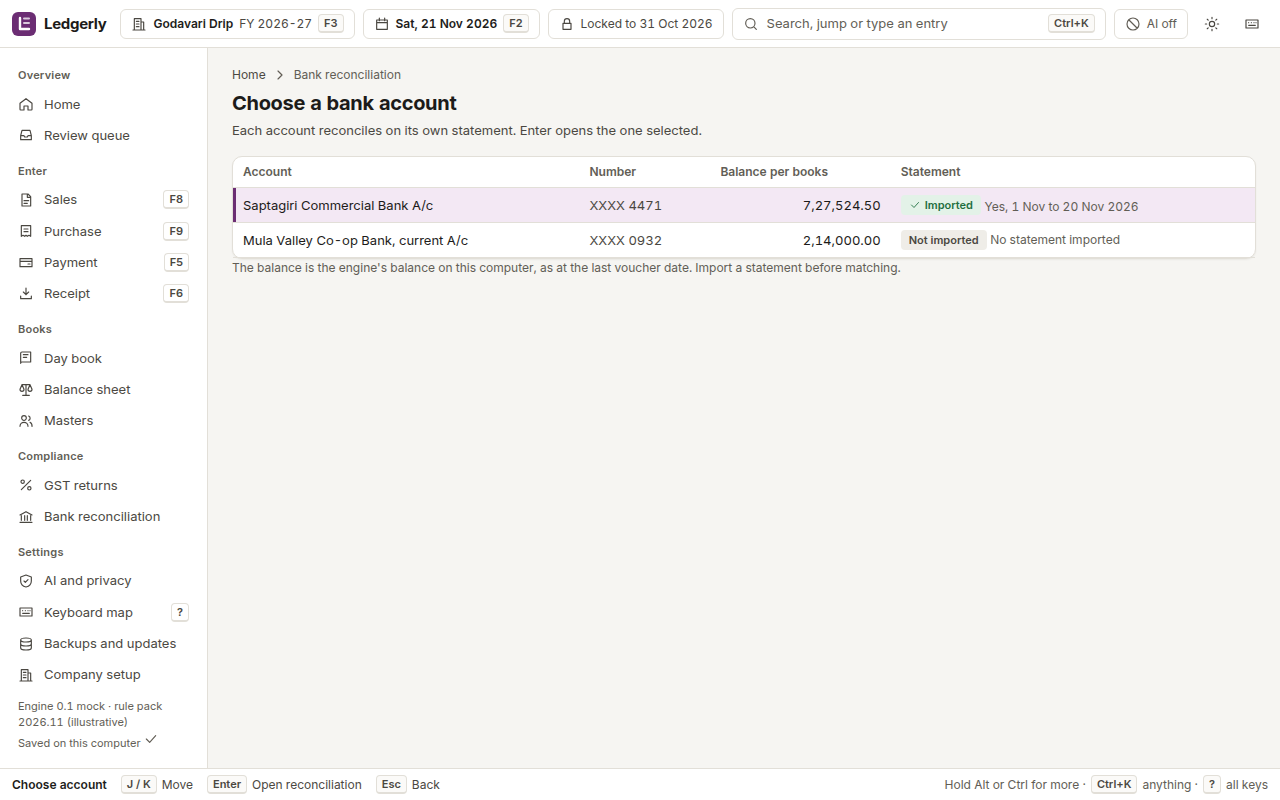 Ledgerly
Godavari Drip FY 2026-27 F3
Sat, 21 Nov 2026 F2
Locked to 31 Oct 2026
Search, jump or type an entry Ctrl+K
AI off
Overview
Home
Review queue
Enter
Sales F8
Purchase F9
Payment F5
Receipt F6
Books
Day book
Balance sheet
Masters
Compliance
GST returns
Bank reconciliation
Settings
AI and privacy
Keyboard map ?
Backups and updates
Company setup
Engine 0.1 mock · rule pack
2026.11 (illustrative)
Saved on this computer
Home > Bank reconciliation
Choose a bank account
Each account reconciles on its own statement. Enter opens the one selected.
Account Number Balance per books Statement
Saptagiri Commercial Bank A/c XXXX 4471 7,27,524.50 Imported Yes, 1 Nov to 20 Nov 2026
Mula Valley Co-op Bank, current A/c XXXX 0932 2,14,000.00 Not imported No statement imported
The balance is the engine's balance on this computer, as at the last voucher date. Import a statement before matching.
Choose account J / K Move Enter Open reconciliation Esc Back
Hold Alt or Ctrl for more · Ctrl+K anything · ? all keys